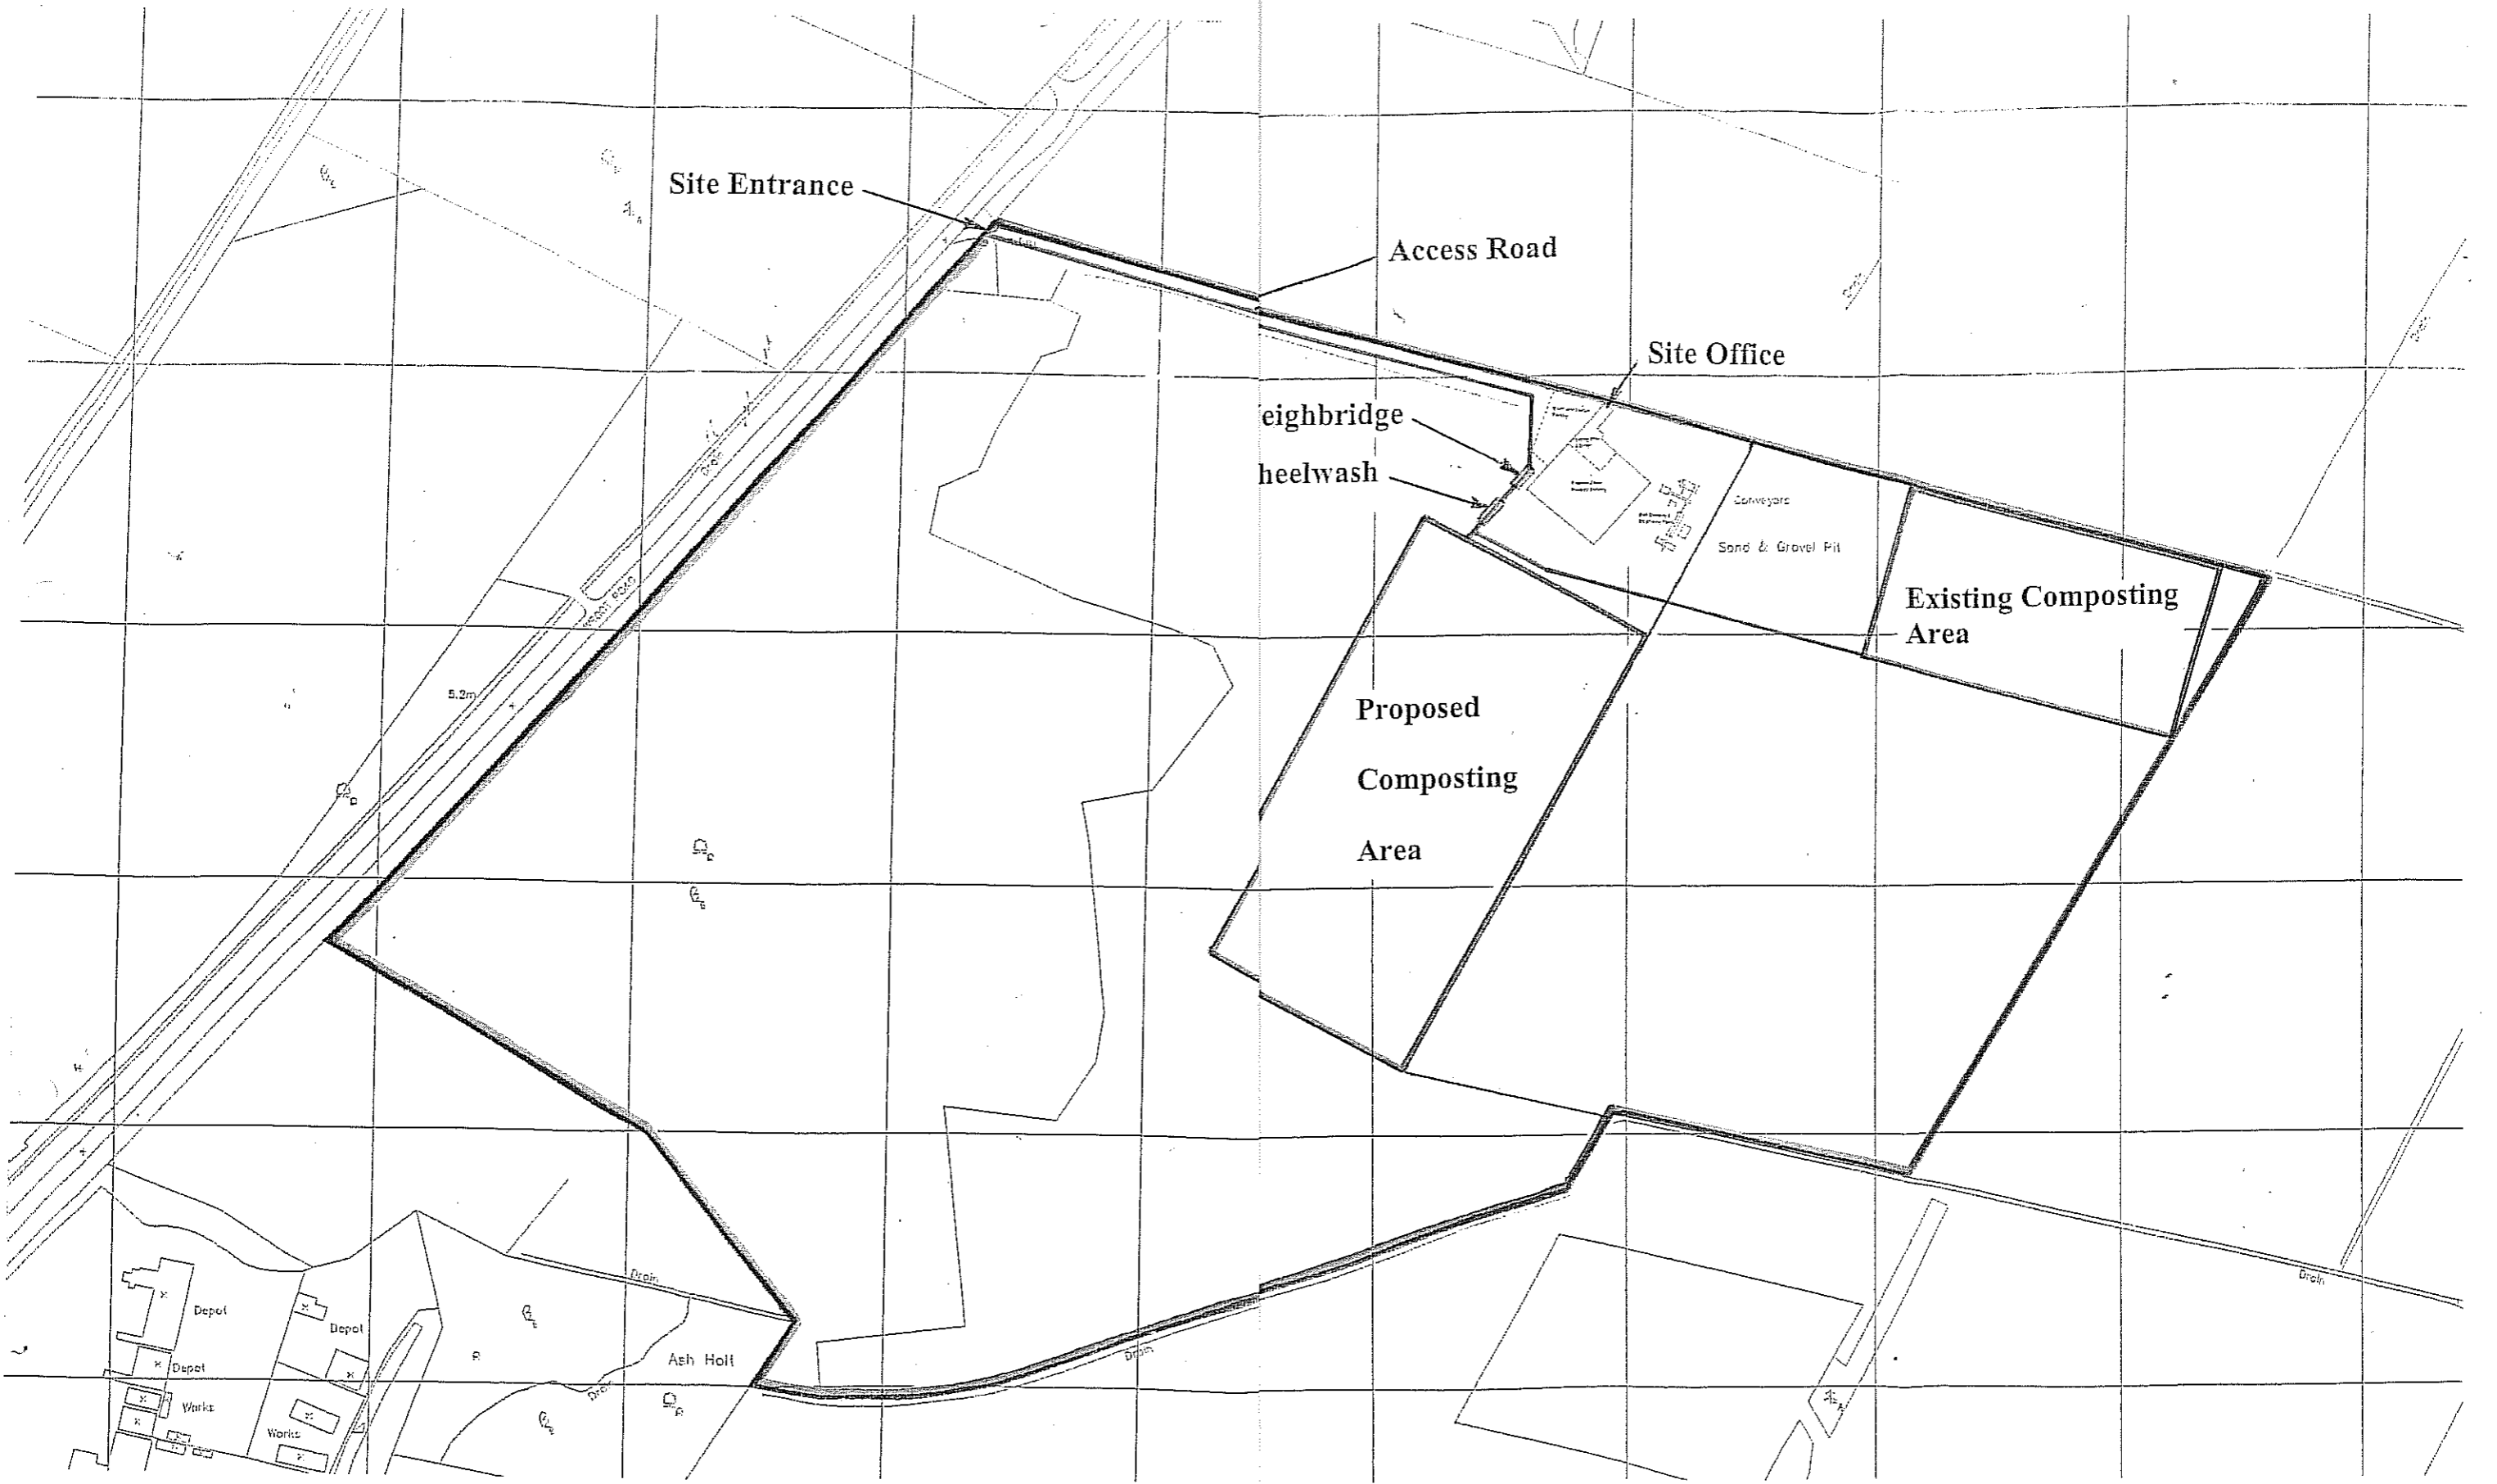 Site Entrance
Access Road
Site Office
eighbridge
heelwash
Conveyors
Sand & Gravel Pit
Existing Composting
Area
Drain
5.2m
Proposed
Composting
Area
Drain
Drain
Drain
Drain
Ash Holt
Depot
Depot
Depot
Works
Works